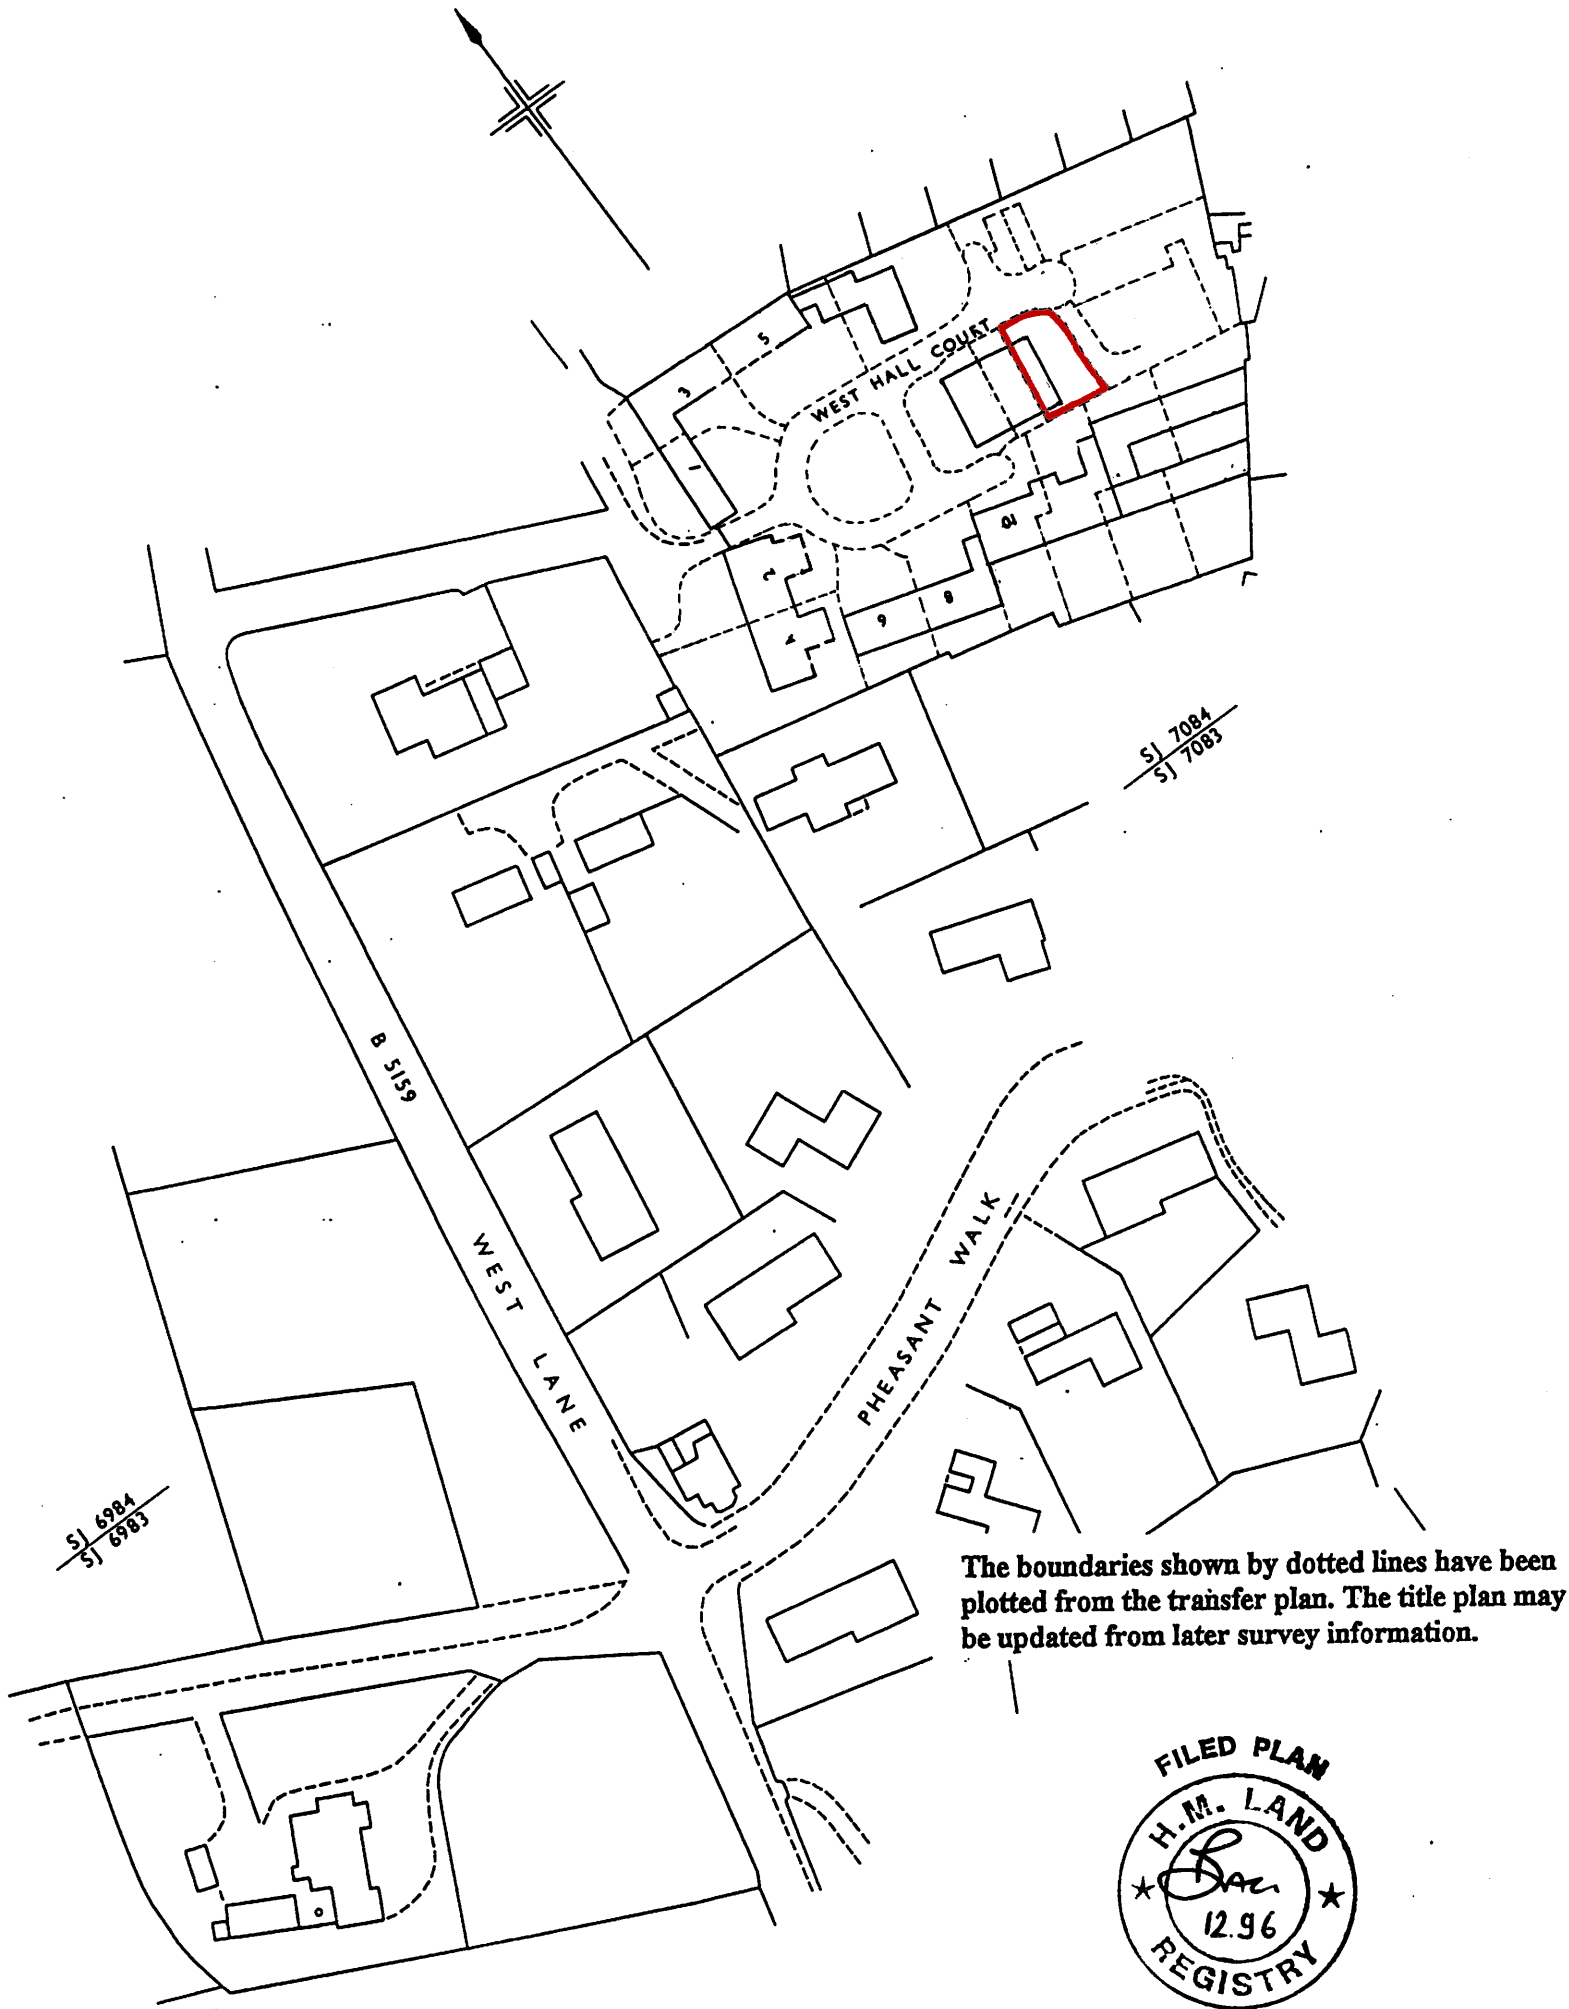 WEST HALL COURT
5
3
1
2
4
10
8
6
SJ 7084
SJ 7083
B 5159
WEST LANE
PHEASANT WALK
SJ 6984
SJ 6983
The boundaries shown by dotted lines have been
plotted from the transfer plan. The title plan may
be updated from later survey information.
FILED PLAN
H.M. LAND
12.96
REGISTRY